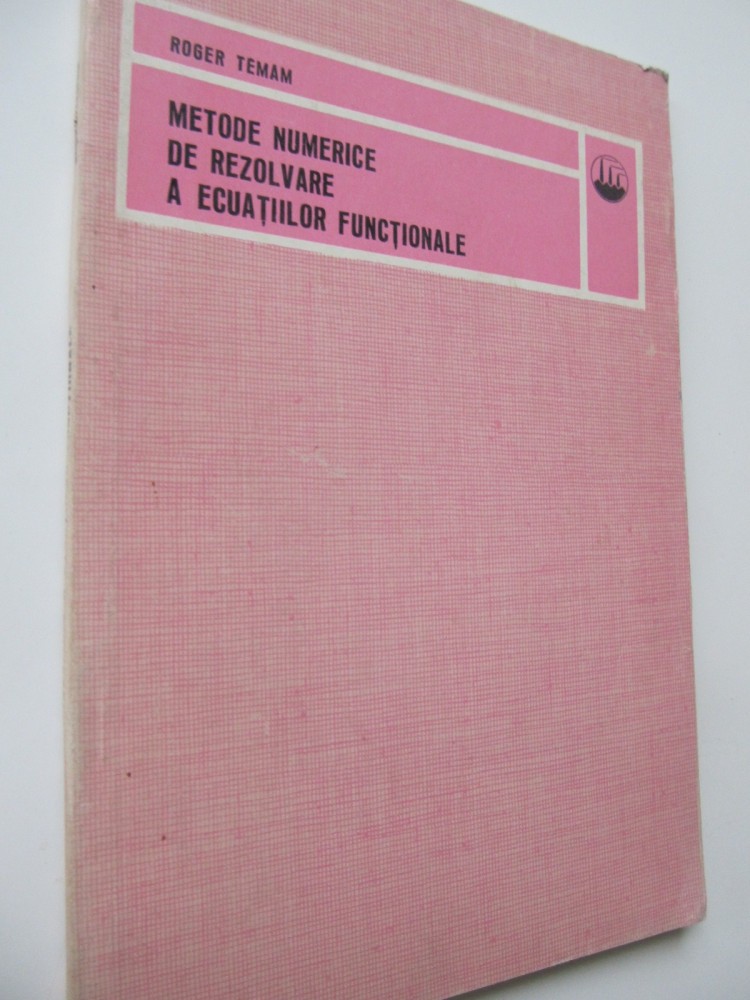 ROGER TEMAM
METODE NUMERICE
DE REZOLVARE
A ECUAȚIILOR FUNCȚIONALE